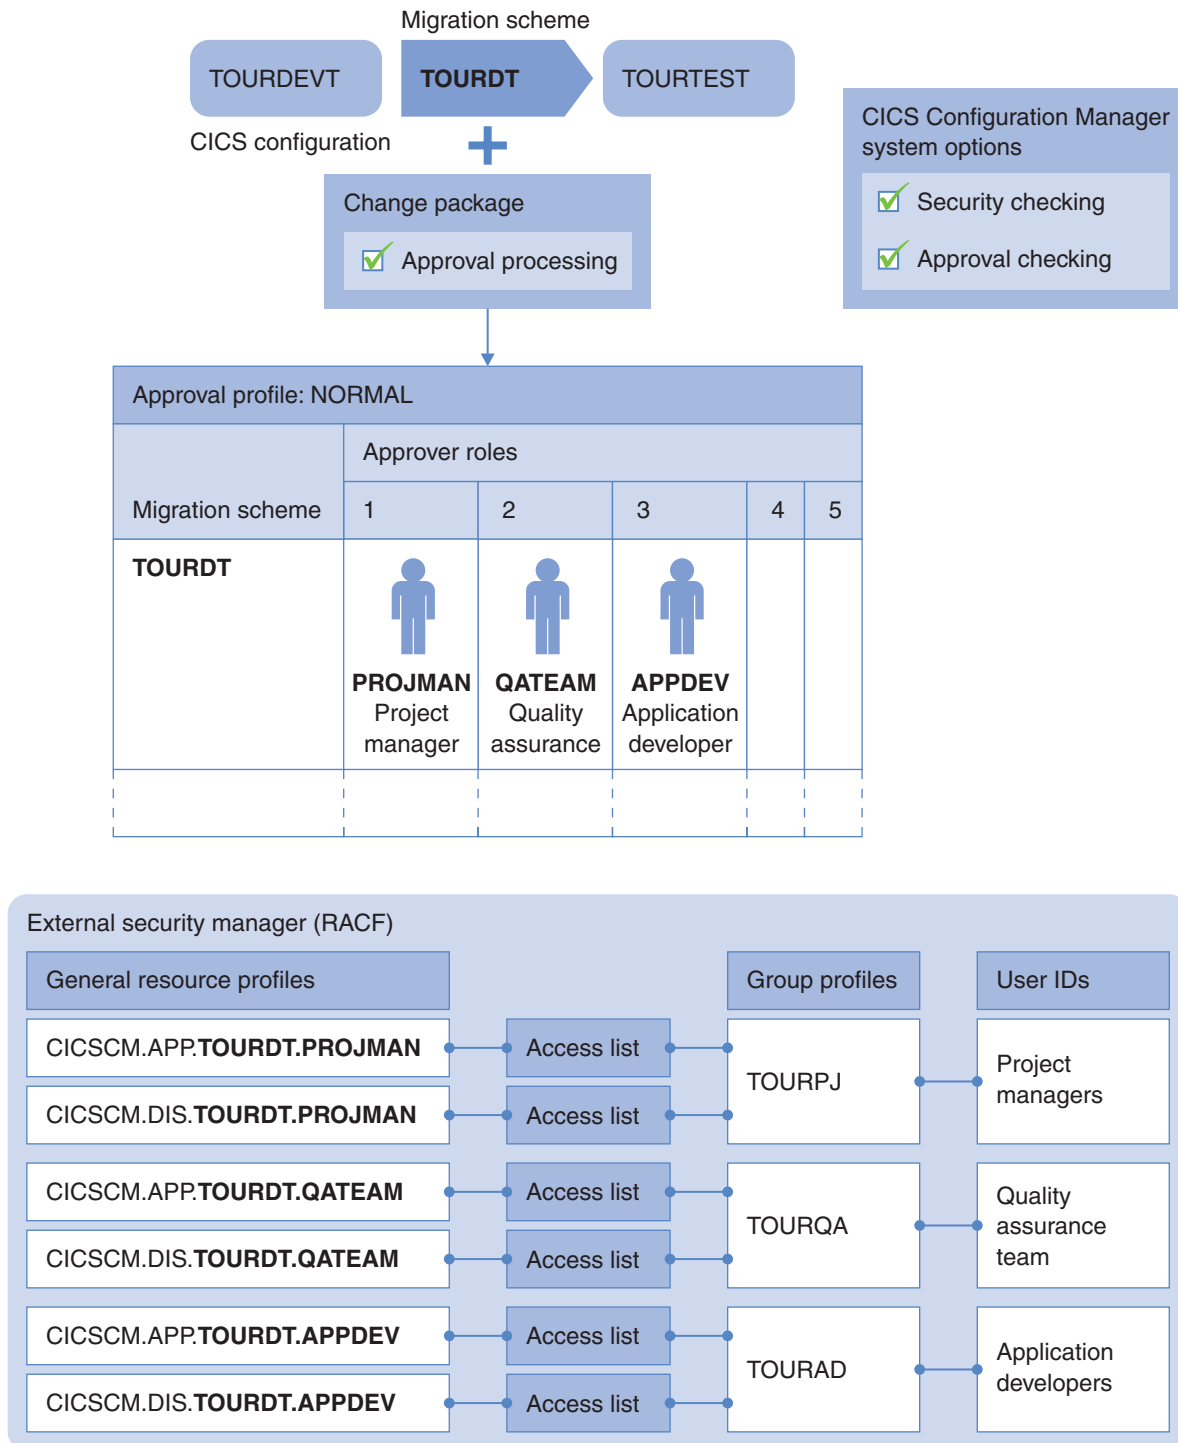 Migration scheme
TOURDEVT
TOURDT
TOURTEST
CICS configuration
Change package
Approval processing
CICS Configuration Manager
system options
Security checking
Approval checking
Approval profile: NORMAL
Approver roles
Migration scheme 1 2 3 4 5
TOURDT
PROJMAN
Project
manager
QATEAM
Quality
assurance
APPDEV
Application
developer
External security manager (RACF)
General resource profiles
Group profiles
User IDs
CICSCM.APP.TOURDT.PROJMAN
Access list
CICSCM.DIS.TOURDT.PROJMAN
Access list
TOURPJ
Project
managers
CICSCM.APP.TOURDT.QATEAM
Access list
CICSCM.DIS.TOURDT.QATEAM
Access list
TOURQA
Quality
assurance
team
CICSCM.APP.TOURDT.APPDEV
Access list
CICSCM.DIS.TOURDT.APPDEV
Access list
TOURAD
Application
developers